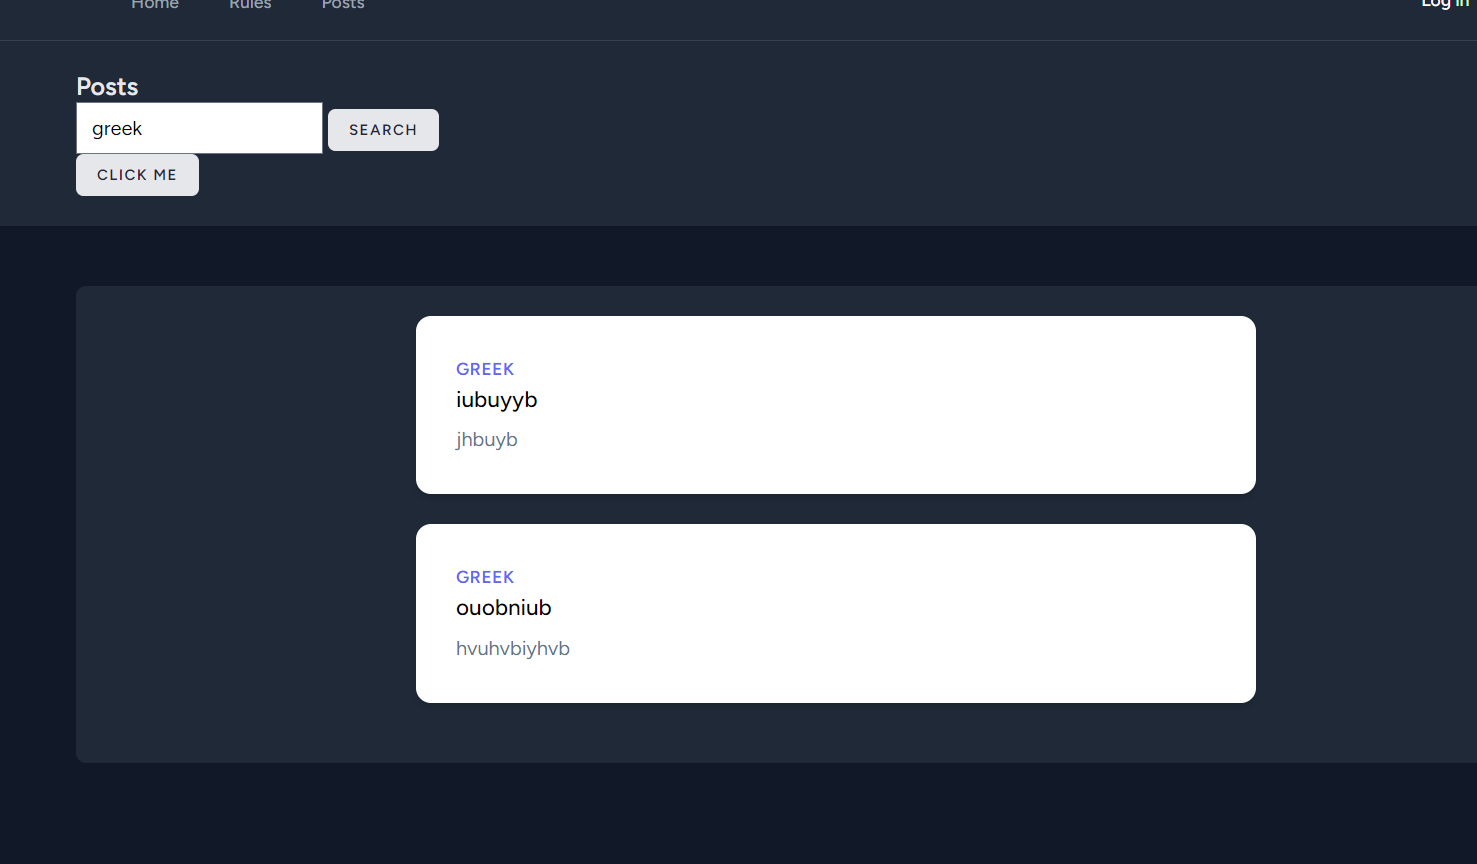 Home Rules Posts Log in
Posts
greek SEARCH
CLICK ME
GREEK
iubuyyb
jhbuyb
GREEK
ouobniub
hvuhvbiyhvb